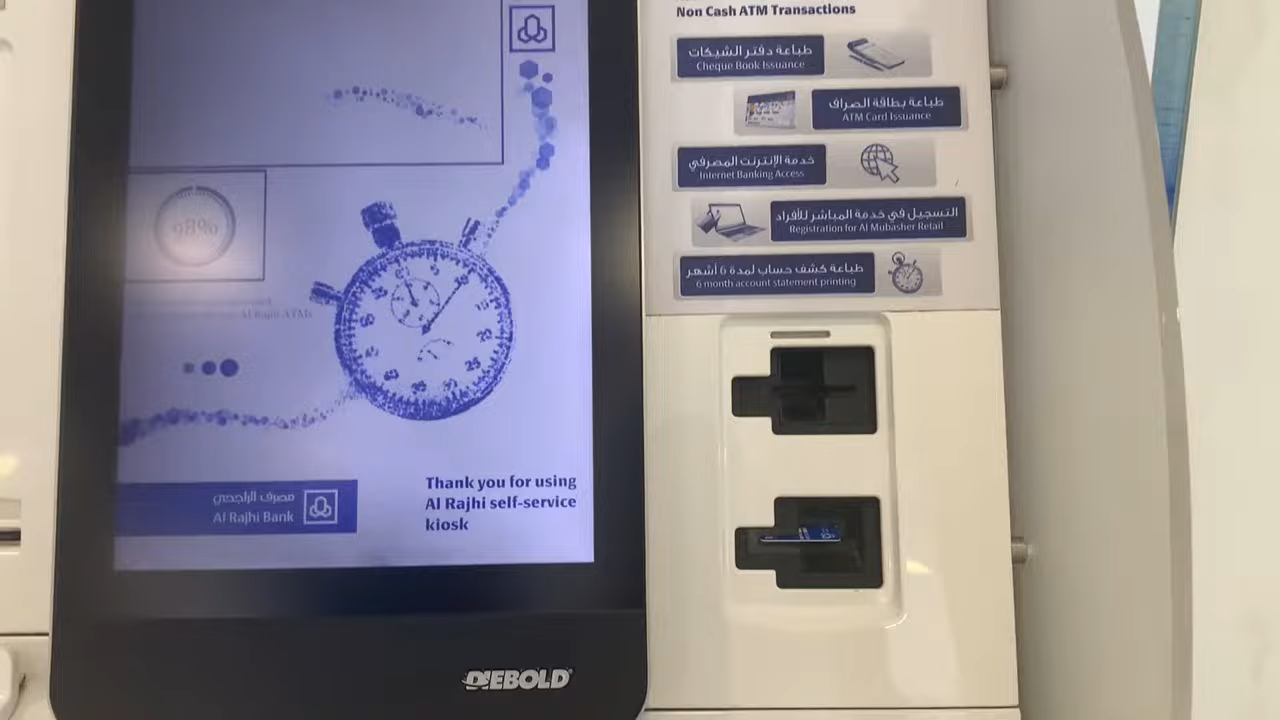 98%
Al Rajhi ATMs
مصرف الراجحي
Al Rajhi Bank
Thank you for using
Al Rajhi self-service
kiosk
DIEBOLD
Non Cash ATM Transactions
طباعة دفتر الشيكات
Cheque Book Issuance
طباعة بطاقة الصراف
ATM Card Issuance
خدمة الإنترنت المصرفي
Internet Banking Access
التسجيل في خدمة المباشر للأفراد
Registration for Al Mubasher Retail
طباعة كشف حساب لمدة 6 أشهر
6 month account statement printing